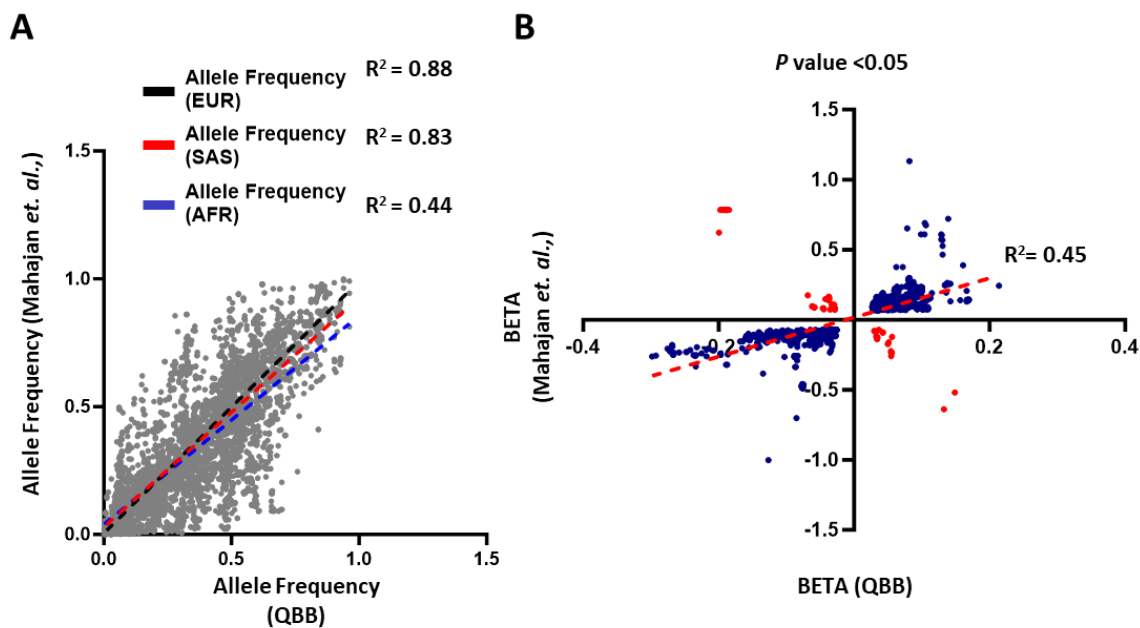 A
Allele Frequency
(EUR)
R² = 0.88
Allele Frequency
(SAS)
R² = 0.83
Allele Frequency
(AFR)
R² = 0.44
Allele Frequency (Mahajan et. al.,)
1.5
1.0
0.5
0.0
0.0
0.5
1.0
1.5
Allele Frequency
(QBB)
B
P value <0.05
BETA
(Mahajan et. al.,)
1.5
1.0
0.5
R²= 0.45
-0.4
-0.2
0.2
0.4
-0.5
-1.0
-1.5
BETA (QBB)